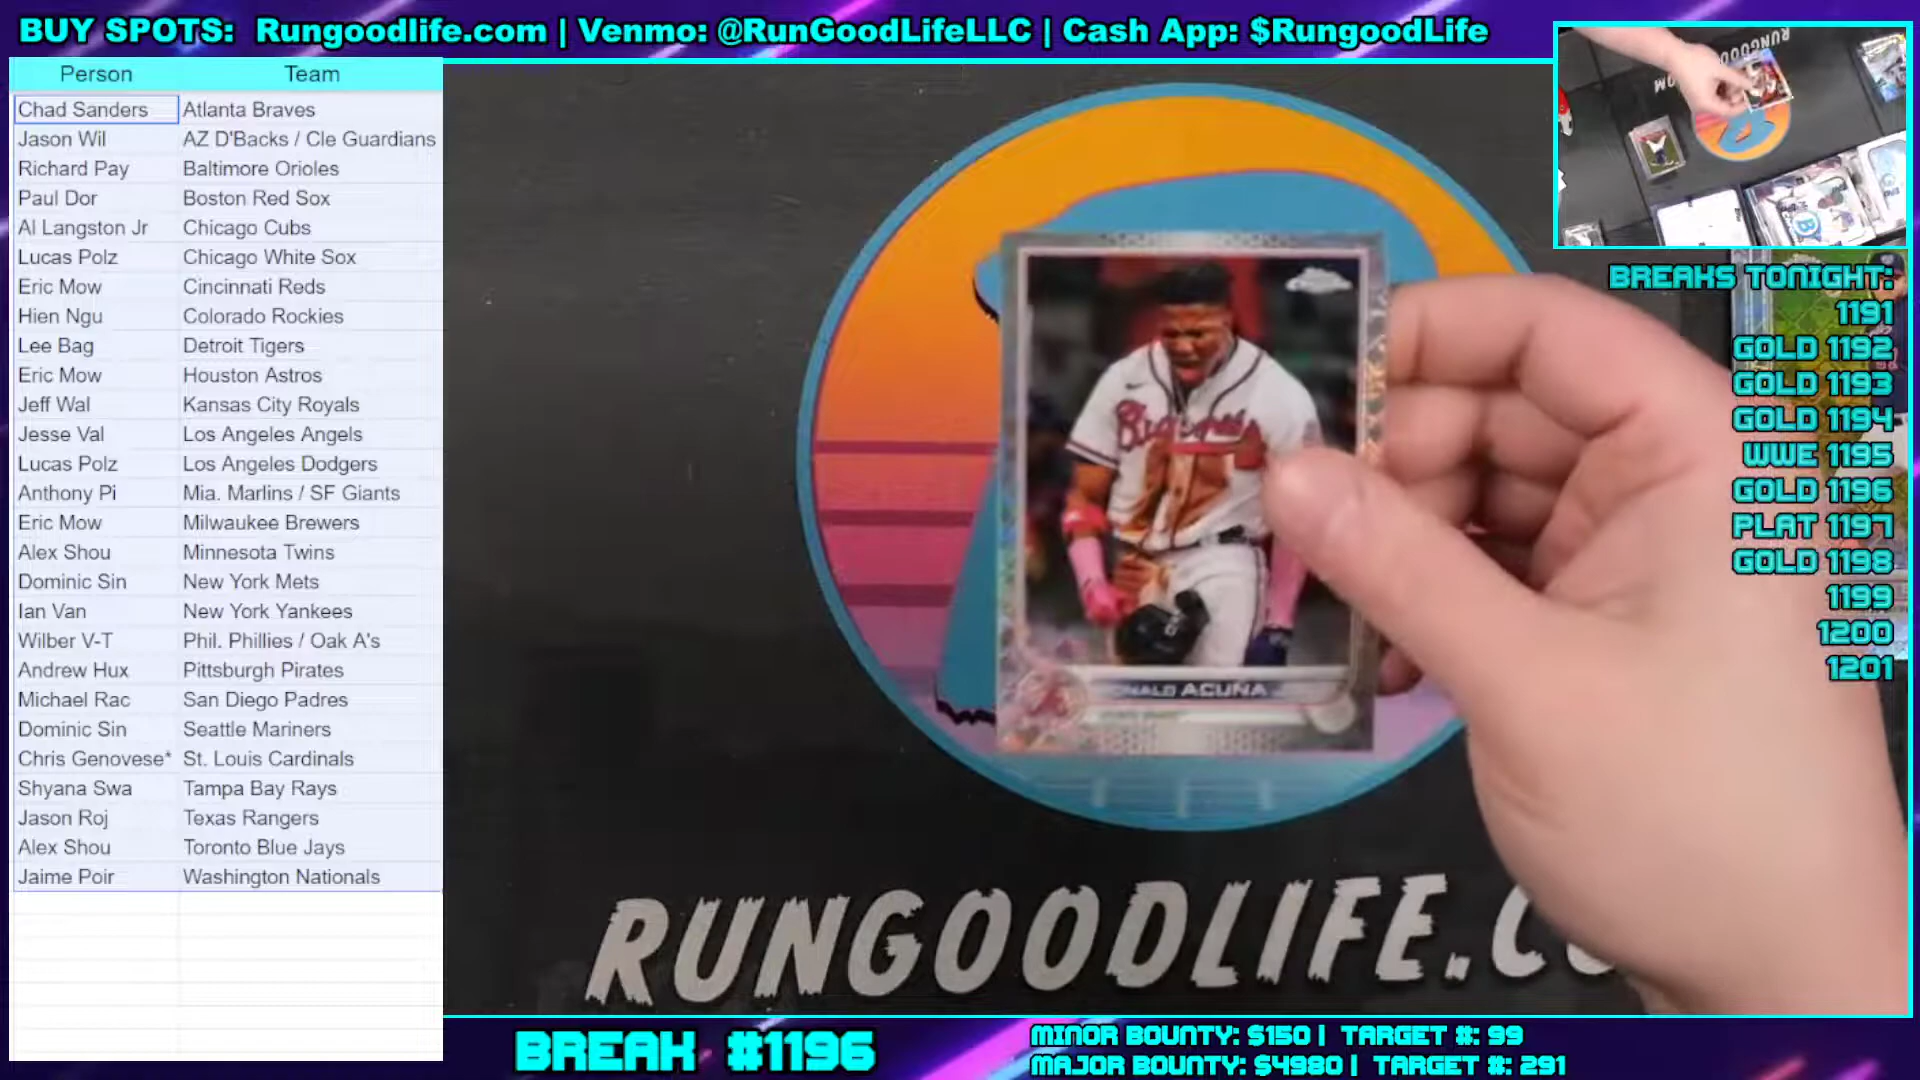 BUY SPOTS: Rungoodlife.com | Venmo: @RunGoodLifeLLC | Cash App: $RungoodLife
Person Team
Chad Sanders Atlanta Braves
Jason Wil AZ D'Backs / Cle Guardians
Richard Pay Baltimore Orioles
Paul Dor Boston Red Sox
Al Langston Jr Chicago Cubs
Lucas Polz Chicago White Sox
Eric Mow Cincinnati Reds
Hien Ngu Colorado Rockies
Lee Bag Detroit Tigers
Eric Mow Houston Astros
Jeff Wal Kansas City Royals
Jesse Val Los Angeles Angels
Lucas Polz Los Angeles Dodgers
Anthony Pi Mia. Marlins / SF Giants
Eric Mow Milwaukee Brewers
Alex Shou Minnesota Twins
Dominic Sin New York Mets
Ian Van New York Yankees
Wilber V-T Phil. Phillies / Oak A's
Andrew Hux Pittsburgh Pirates
Michael Rac San Diego Padres
Dominic Sin Seattle Mariners
Chris Genovese* St. Louis Cardinals
Shyana Swa Tampa Bay Rays
Jason Roj Texas Rangers
Alex Shou Toronto Blue Jays
Jaime Poir Washington Nationals
Chrome
Braves
ACUÑA
RUNGOODLIFE.CO
BREAKS TONIGHT:
1191
GOLD 1192
GOLD 1193
GOLD 1194
WWE 1195
GOLD 1196
PLAT 1197
GOLD 1198
1199
1200
1201
BREAK #1196
MINOR BOUNTY: $150 | TARGET #: 99
MAJOR BOUNTY: $4980 | TARGET #: 291